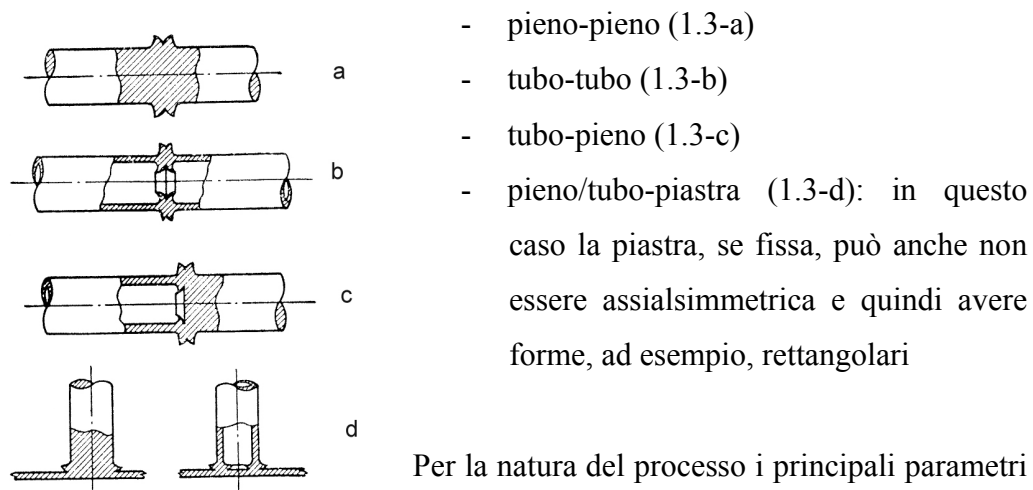 a
b
c
d
- pieno-pieno (1.3-a)
- tubo-tubo (1.3-b)
- tubo-pieno (1.3-c)
- pieno/tubo-piastra (1.3-d): in questo
caso la piastra, se fissa, può anche non
essere assialsimmetrica e quindi avere
forme, ad esempio, rettangolari
Per la natura del processo i principali parametri